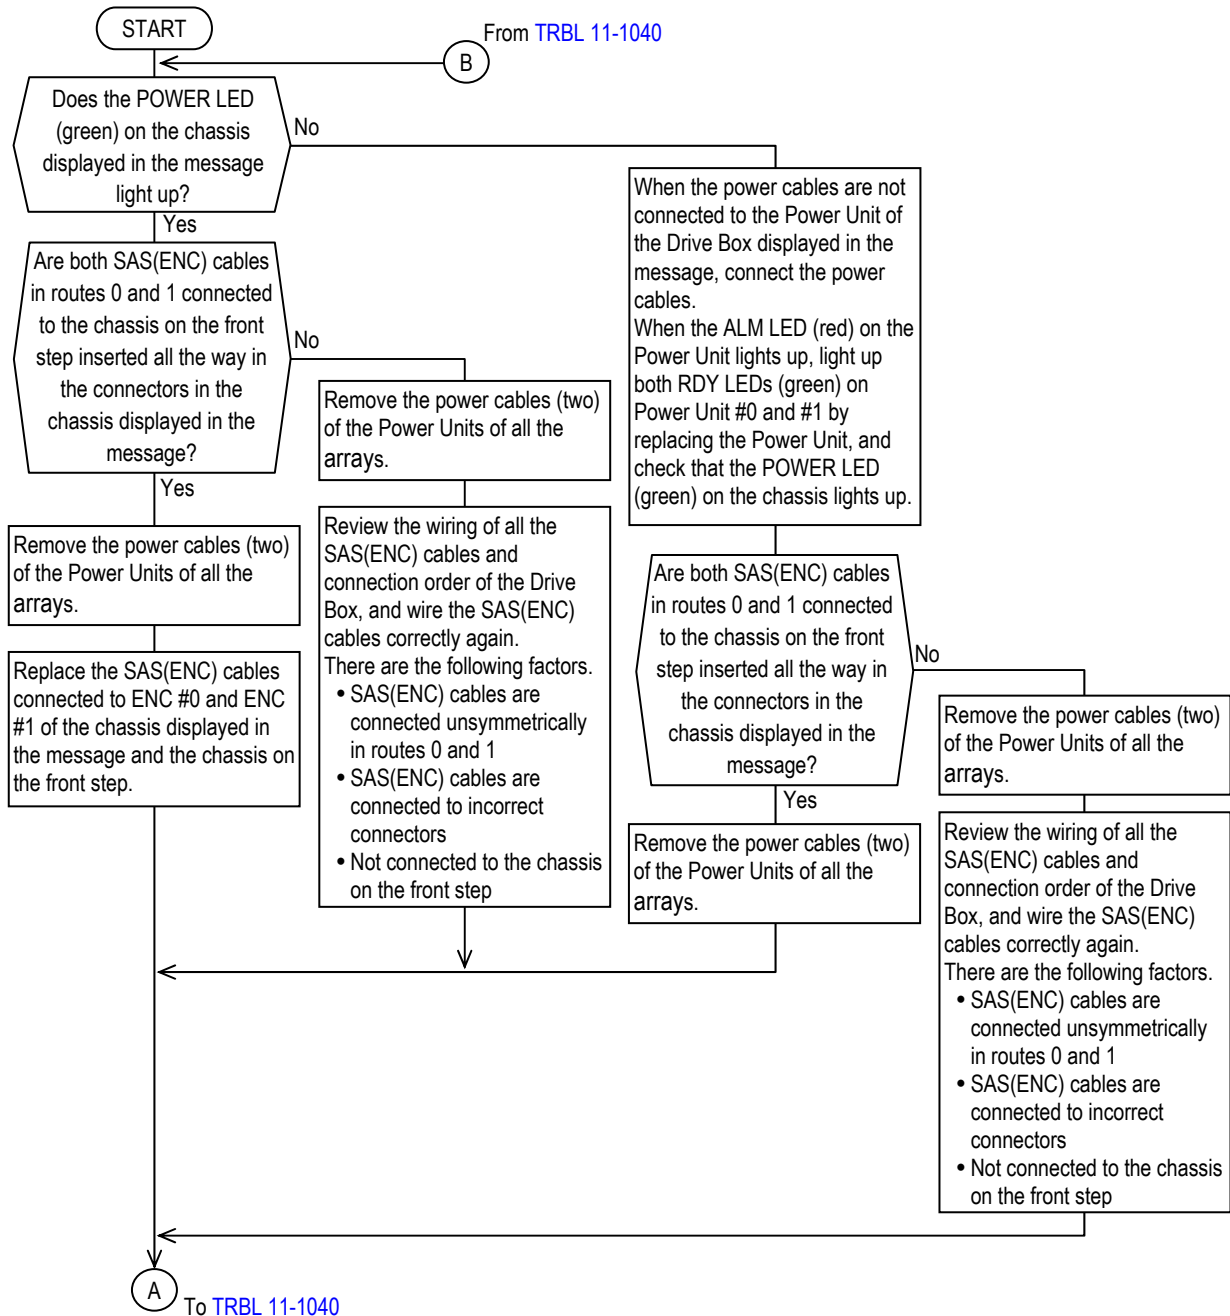 START
From TRBL 11-1040
B
Does the POWER LED
(green) on the chassis
displayed in the message
light up?
No
Yes
Are both SAS(ENC) cables
in routes 0 and 1 connected
to the chassis on the front
step inserted all the way in
the connectors in the
chassis displayed in the
message?
No
Yes
Remove the power cables (two)
of the Power Units of all the
arrays.
Replace the SAS(ENC) cables
connected to ENC #0 and ENC
#1 of the chassis displayed in
the message and the chassis on
the front step.
Remove the power cables (two)
of the Power Units of all the
arrays.
Review the wiring of all the
SAS(ENC) cables and
connection order of the Drive
Box, and wire the SAS(ENC)
cables correctly again.
There are the following factors.
• SAS(ENC) cables are
connected unsymmetrically
in routes 0 and 1
• SAS(ENC) cables are
connected to incorrect
connectors
• Not connected to the chassis
on the front step
When the power cables are not
connected to the Power Unit of
the Drive Box displayed in the
message, connect the power
cables.
When the ALM LED (red) on the
Power Unit lights up, light up
both RDY LEDs (green) on
Power Unit #0 and #1 by
replacing the Power Unit, and
check that the POWER LED
(green) on the chassis lights up.
Are both SAS(ENC) cables
in routes 0 and 1 connected
to the chassis on the front
step inserted all the way in
the connectors in the
chassis displayed in the
message?
No
Yes
Remove the power cables (two)
of the Power Units of all the
arrays.
Remove the power cables (two)
of the Power Units of all the
arrays.
Review the wiring of all the
SAS(ENC) cables and
connection order of the Drive
Box, and wire the SAS(ENC)
cables correctly again.
There are the following factors.
• SAS(ENC) cables are
connected unsymmetrically
in routes 0 and 1
• SAS(ENC) cables are
connected to incorrect
connectors
• Not connected to the chassis
on the front step
A
To TRBL 11-1040